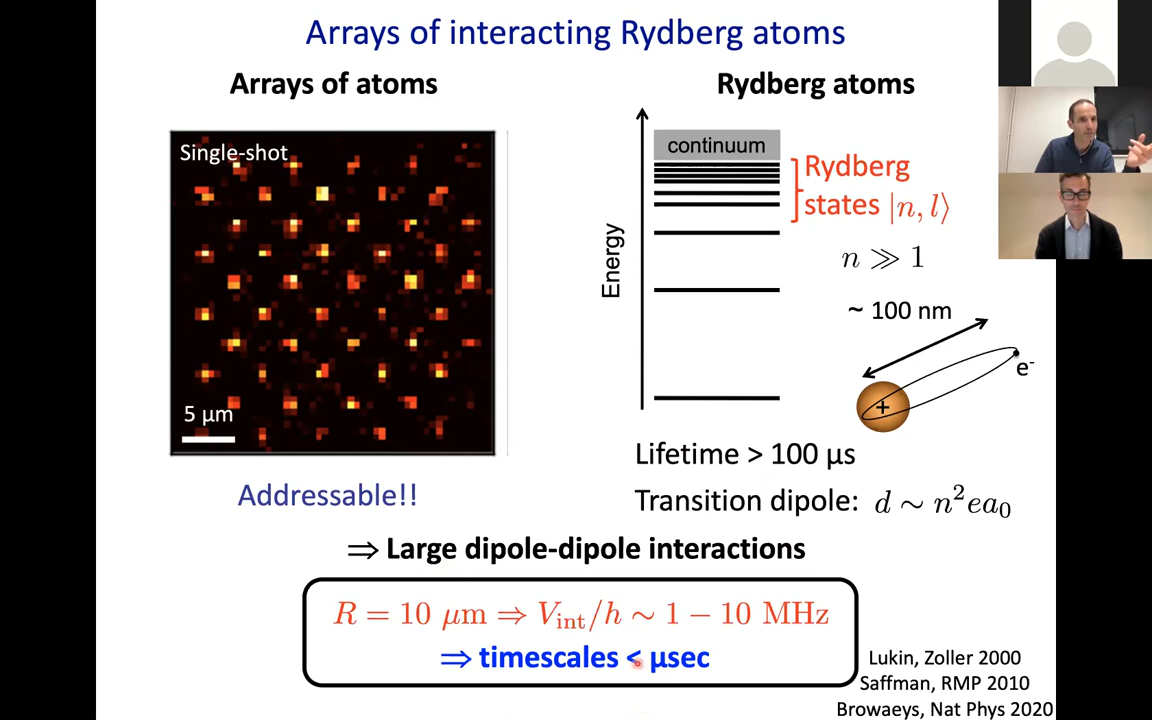 Arrays of interacting Rydberg atoms
Arrays of atoms
Single-shot
5 µm
Addressable!!
Rydberg atoms
continuum
Rydberg
states |n, l⟩
n ≫ 1
Energy
~ 100 nm
e⁻
+
Lifetime > 100 µs
Transition dipole: d ∼ n²ea₀
⇒ Large dipole-dipole interactions
R = 10 µm ⇒ V_int/h ∼ 1 − 10 MHz
⇒ timescales < µsec
Lukin, Zoller 2000
Saffman, RMP 2010
Browaeys, Nat Phys 2020